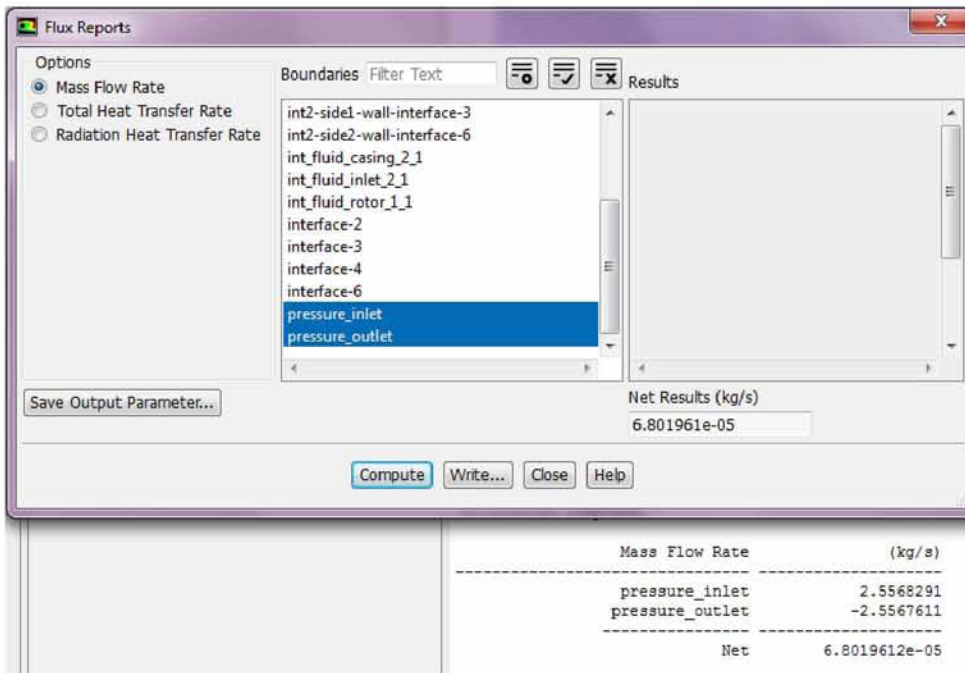 Flux Reports
Options
Mass Flow Rate
Total Heat Transfer Rate
Radiation Heat Transfer Rate
Boundaries Filter Text
int2-side1-wall-interface-3
int2-side2-wall-interface-6
int_fluid_casing_2_1
int_fluid_inlet_2_1
int_fluid_rotor_1_1
interface-2
interface-3
interface-4
interface-6
pressure_inlet
pressure_outlet
Results
Save Output Parameter...
Net Results (kg/s)
6.801961e-05
Compute Write... Close Help
Mass Flow Rate (kg/s)
-------------------------------- --------------------
pressure_inlet 2.5568291
pressure_outlet -2.5567611
---------------- --------------------
Net 6.8019612e-05